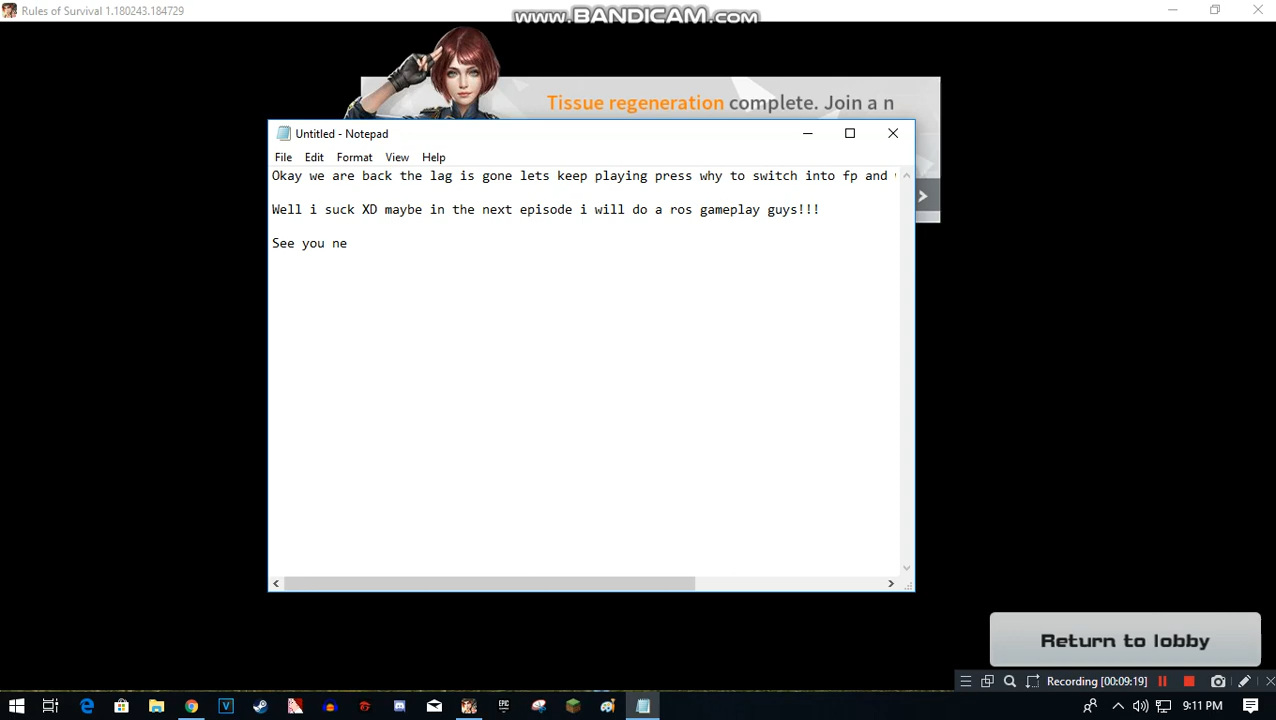 Rules of Survival 1.180243.184729
www.BANDICAM.com
Tissue regeneration complete. Join a n
Untitled - Notepad
File Edit Format View Help
Okay we are back the lag is gone lets keep playing press why to switch into fp and
Well i suck XD maybe in the next episode i will do a ros gameplay guys!!!
See you ne
Return to lobby
Recording [00:09:19]
EPIC
9:11 PM